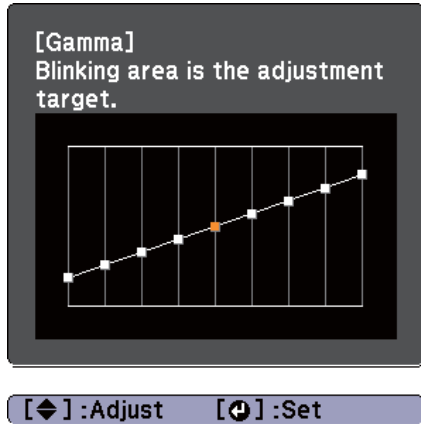 [Gamma]
Blinking area is the adjustment
target.
[◆] :Adjust [↵] :Set